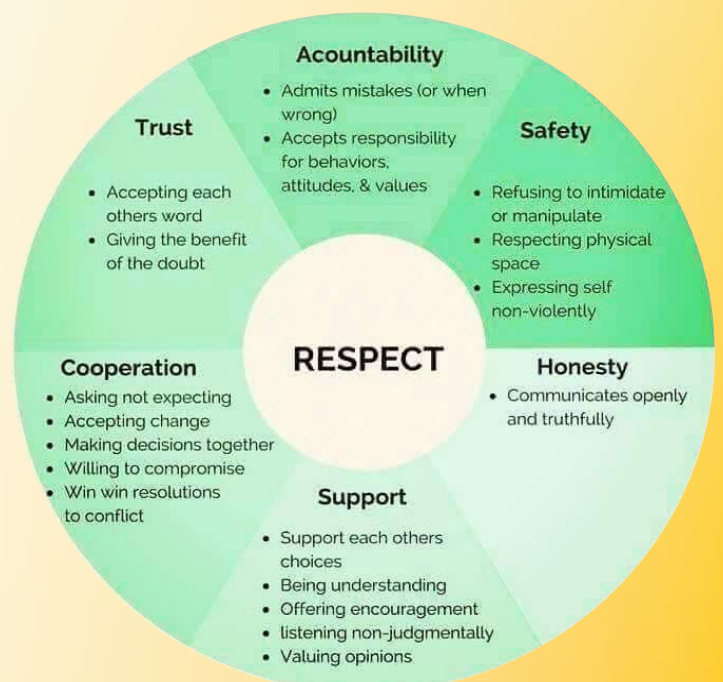 Acountability
• Admits mistakes (or when
wrong)
• Accepts responsibility
for behaviors,
attitudes, & values
Safety
• Refusing to intimidate
or manipulate
• Respecting physical
space
• Expressing self
non-violently
Honesty
• Communicates openly
and truthfully
Support
• Support each others
choices
• Being understanding
• Offering encouragement
• listening non-judgmentally
• Valuing opinions
Cooperation
• Asking not expecting
• Accepting change
• Making decisions together
• Willing to compromise
• Win win resolutions
to conflict
Trust
• Accepting each
others word
• Giving the benefit
of the doubt
RESPECT